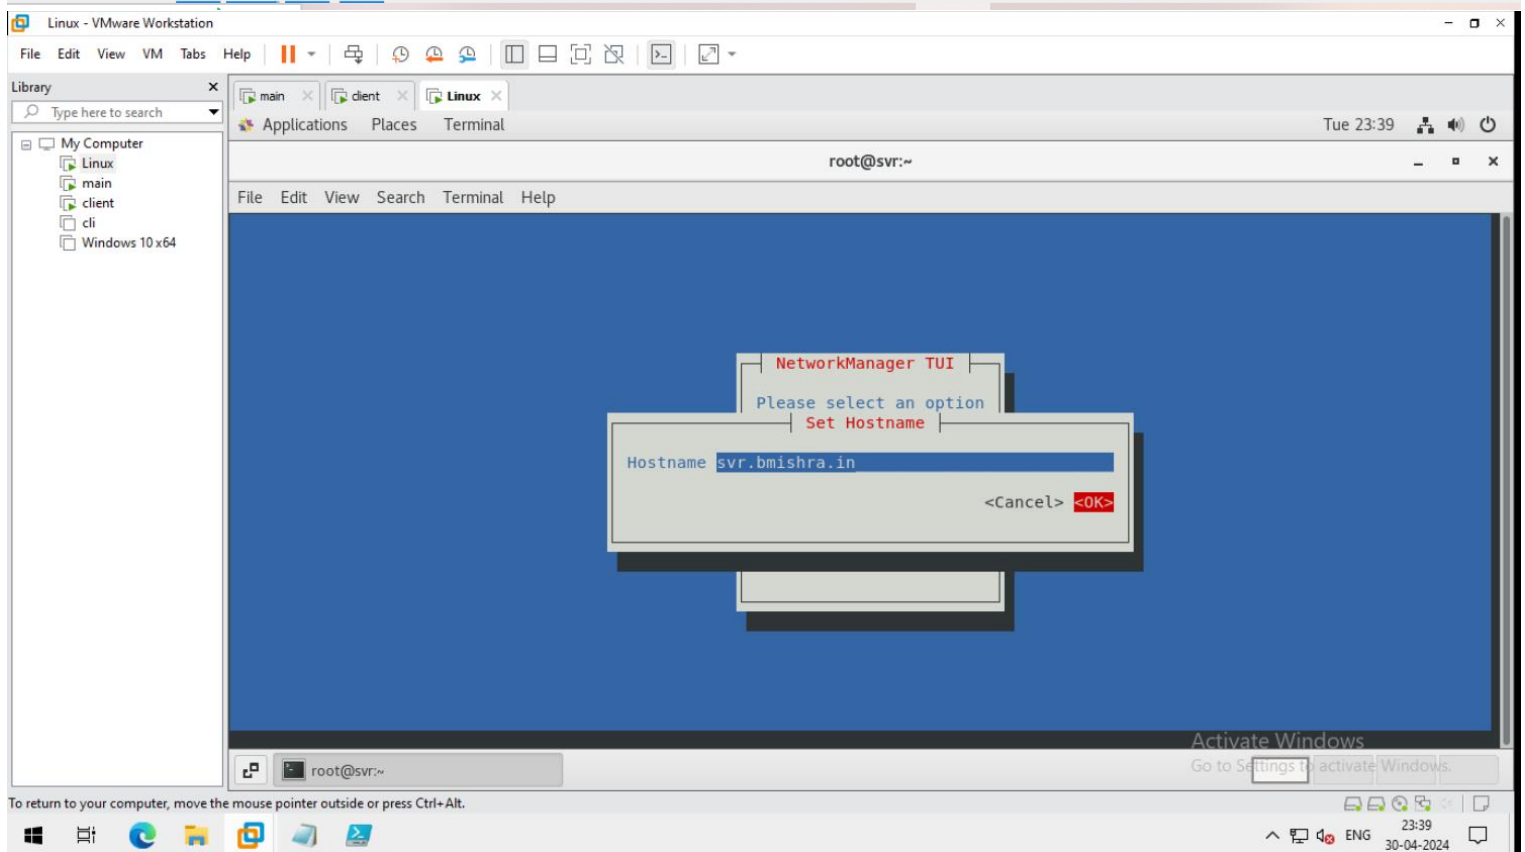 Linux - VMware Workstation
File Edit View VM Tabs Help
Library
Type here to search
My Computer
Linux
main
client
cli
Windows 10 x64
main client Linux
Applications Places Terminal Tue 23:39
root@svr:~
File Edit View Search Terminal Help
NetworkManager TUI
Please select an option
Set Hostname
Hostname svr.bmishra.in
<Cancel> <OK>
Activate Windows
Go to Settings to activate Windows.
root@svr:~
To return to your computer, move the mouse pointer outside or press Ctrl+Alt.
ENG
23:39
30-04-2024